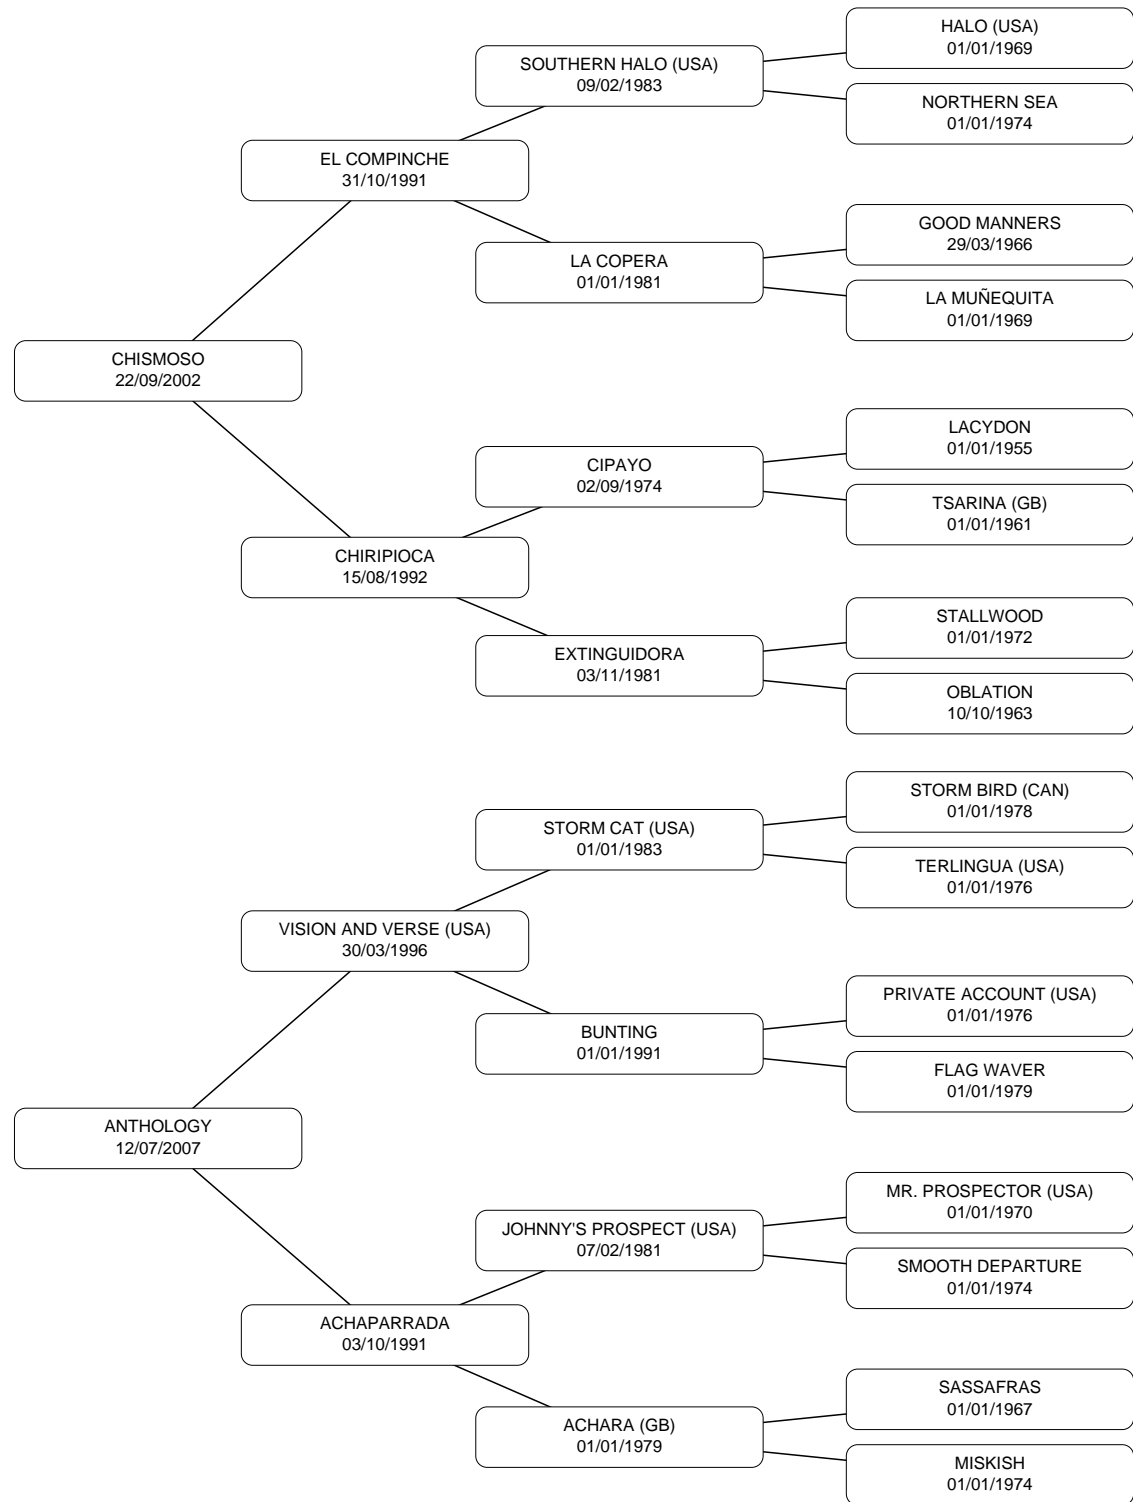 HALO (USA)
01/01/1969
SOUTHERN HALO (USA)
09/02/1983
NORTHERN SEA
01/01/1974
EL COMPINCHE
31/10/1991
GOOD MANNERS
29/03/1966
LA COPERA
01/01/1981
LA MUÑEQUITA
01/01/1969
CHISMOSO
22/09/2002
LACYDON
01/01/1955
CIPAYO
02/09/1974
TSARINA (GB)
01/01/1961
CHIRIPIOCA
15/08/1992
STALLWOOD
01/01/1972
EXTINGUIDORA
03/11/1981
OBLATION
10/10/1963
STORM BIRD (CAN)
01/01/1978
STORM CAT (USA)
01/01/1983
TERLINGUA (USA)
01/01/1976
VISION AND VERSE (USA)
30/03/1996
PRIVATE ACCOUNT (USA)
01/01/1976
BUNTING
01/01/1991
FLAG WAVER
01/01/1979
ANTHOLOGY
12/07/2007
MR. PROSPECTOR (USA)
01/01/1970
JOHNNY'S PROSPECT (USA)
07/02/1981
SMOOTH DEPARTURE
01/01/1974
ACHAPARRADA
03/10/1991
SASSAFRAS
01/01/1967
ACHARA (GB)
01/01/1979
MISKISH
01/01/1974